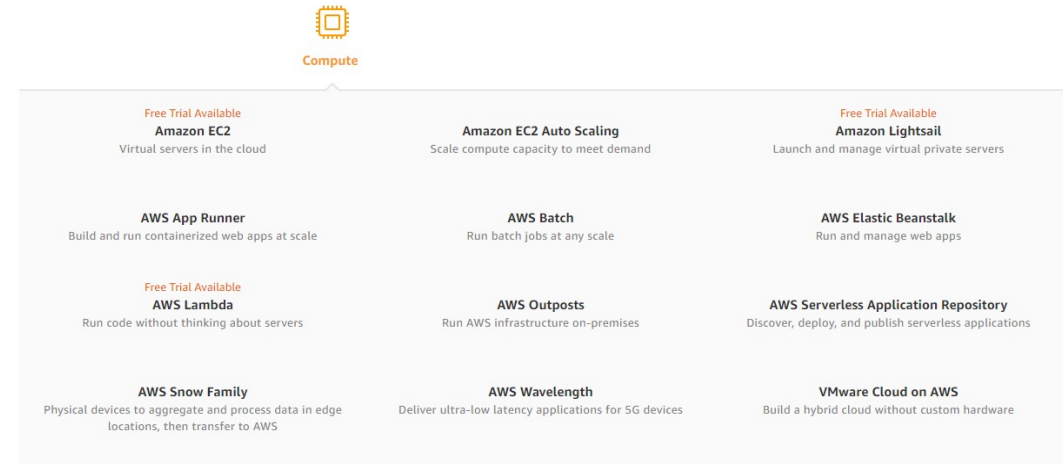 Compute
Free Trial Available
Amazon EC2
Virtual servers in the cloud
Amazon EC2 Auto Scaling
Scale compute capacity to meet demand
Free Trial Available
Amazon Lightsail
Launch and manage virtual private servers
AWS App Runner
Build and run containerized web apps at scale
AWS Batch
Run batch jobs at any scale
AWS Elastic Beanstalk
Run and manage web apps
Free Trial Available
AWS Lambda
Run code without thinking about servers
AWS Outposts
Run AWS infrastructure on-premises
AWS Serverless Application Repository
Discover, deploy, and publish serverless applications
AWS Snow Family
Physical devices to aggregate and process data in edge
locations, then transfer to AWS
AWS Wavelength
Deliver ultra-low latency applications for 5G devices
VMware Cloud on AWS
Build a hybrid cloud without custom hardware